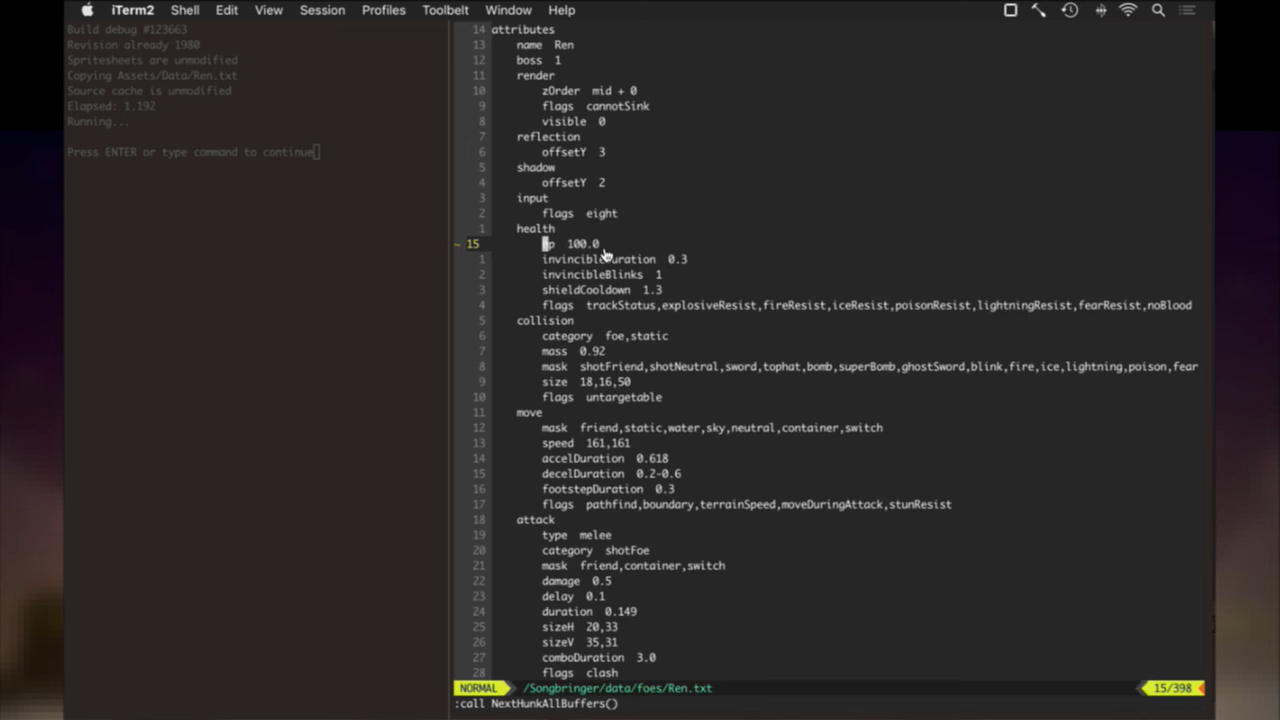 iTerm2 Shell Edit View Session Profiles Toolbelt Window Help
Build debug #123663
Revision already 1980
Spritesheets are unmodified
Copying Assets/Data/Ren.txt
Source cache is unmodified
Elapsed: 1.192
Running...
Press ENTER or type command to continue
14 attributes
13 name Ren
12 boss 1
11 render
10 zOrder mid + 0
9 flags cannotSink
8 visible 0
7 reflection
6 offsetY 3
5 shadow
4 offsetY 2
3 input
2 flags eight
1 health
~ 15 hp 100.0
1 invincibleDuration 0.3
2 invincibleBlinks 1
3 shieldCooldown 1.3
4 flags trackStatus,explosiveResist,fireResist,iceResist,poisonResist,lightningResist,fearResist,noBlood
5 collision
6 category foe,static
7 mass 0.92
8 mask shotFriend,shotNeutral,sword,tophat,bomb,superBomb,ghostSword,blink,fire,ice,lightning,poison,fear
9 size 18,16,50
10 flags untargetable
11 move
12 mask friend,static,water,sky,neutral,container,switch
13 speed 161,161
14 accelDuration 0.618
15 decelDuration 0.2-0.6
16 footstepDuration 0.3
17 flags pathfind,boundary,terrainSpeed,moveDuringAttack,stunResist
18 attack
19 type melee
20 category shotFoe
21 mask friend,container,switch
22 damage 0.5
23 delay 0.1
24 duration 0.149
25 sizeH 20,33
26 sizeV 35,31
27 comboDuration 3.0
28 flags clash
NORMAL /Songbringer/data/foes/Ren.txt 15/398
:call NextHunkAllBuffers()